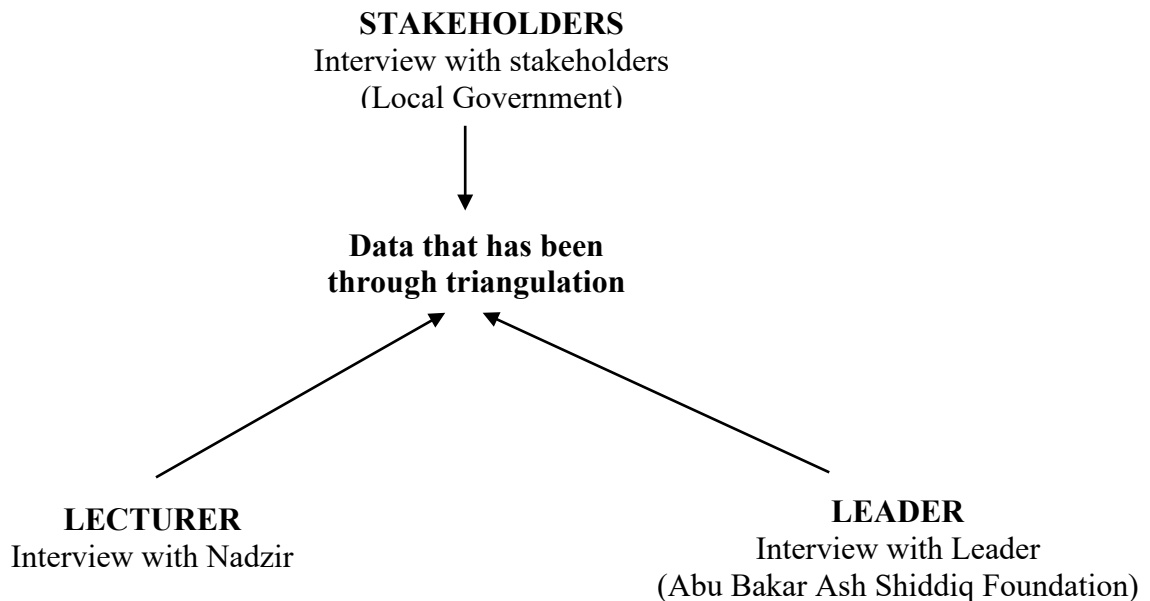 STAKEHOLDERS
Interview with stakeholders
(Local Government)
Data that has been
through triangulation
LECTURER
Interview with Nadzir
LEADER
Interview with Leader
(Abu Bakar Ash Shiddiq Foundation)